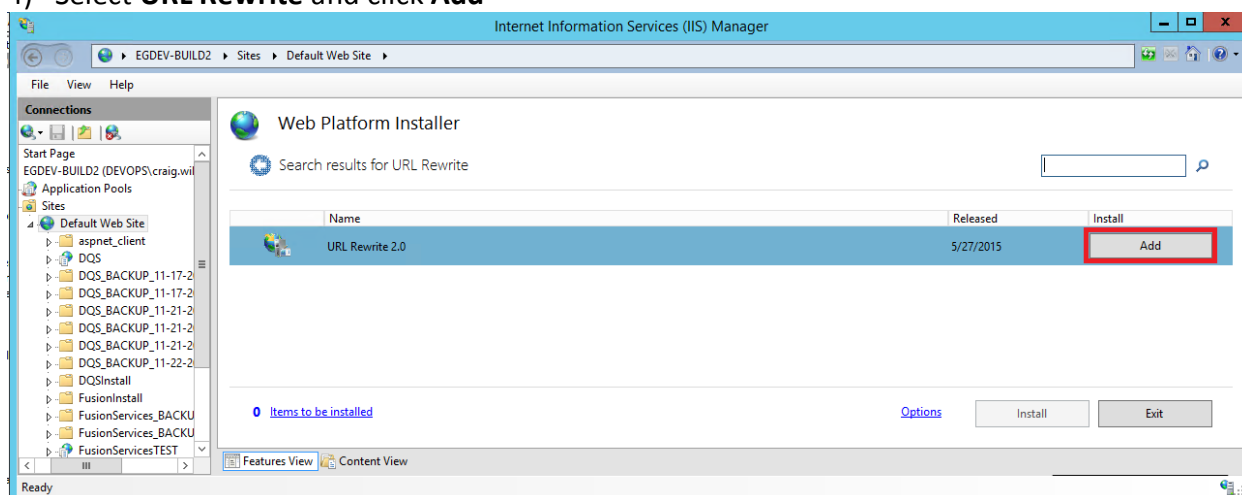 Select URL Rewrite and click Add
Internet Information Services (IIS) Manager
EGDEV-BUILD2 Sites Default Web Site
File View Help
Connections
Start Page
EGDEV-BUILD2 (DEVOPS\craig.wil
Application Pools
Sites
Default Web Site
aspnet_client
DQS
DQS_BACKUP_11-17-2
DQS_BACKUP_11-17-2
DQS_BACKUP_11-21-2
DQS_BACKUP_11-21-2
DQS_BACKUP_11-21-2
DQS_BACKUP_11-22-2
DQSInstall
FusionInstall
FusionServices_BACKU
FusionServices_BACKU
FusionServicesTEST
Web Platform Installer
Search results for URL Rewrite
Name Released Install
URL Rewrite 2.0 5/27/2015 Add
0 Items to be installed Options Install Exit
Features View Content View
Ready